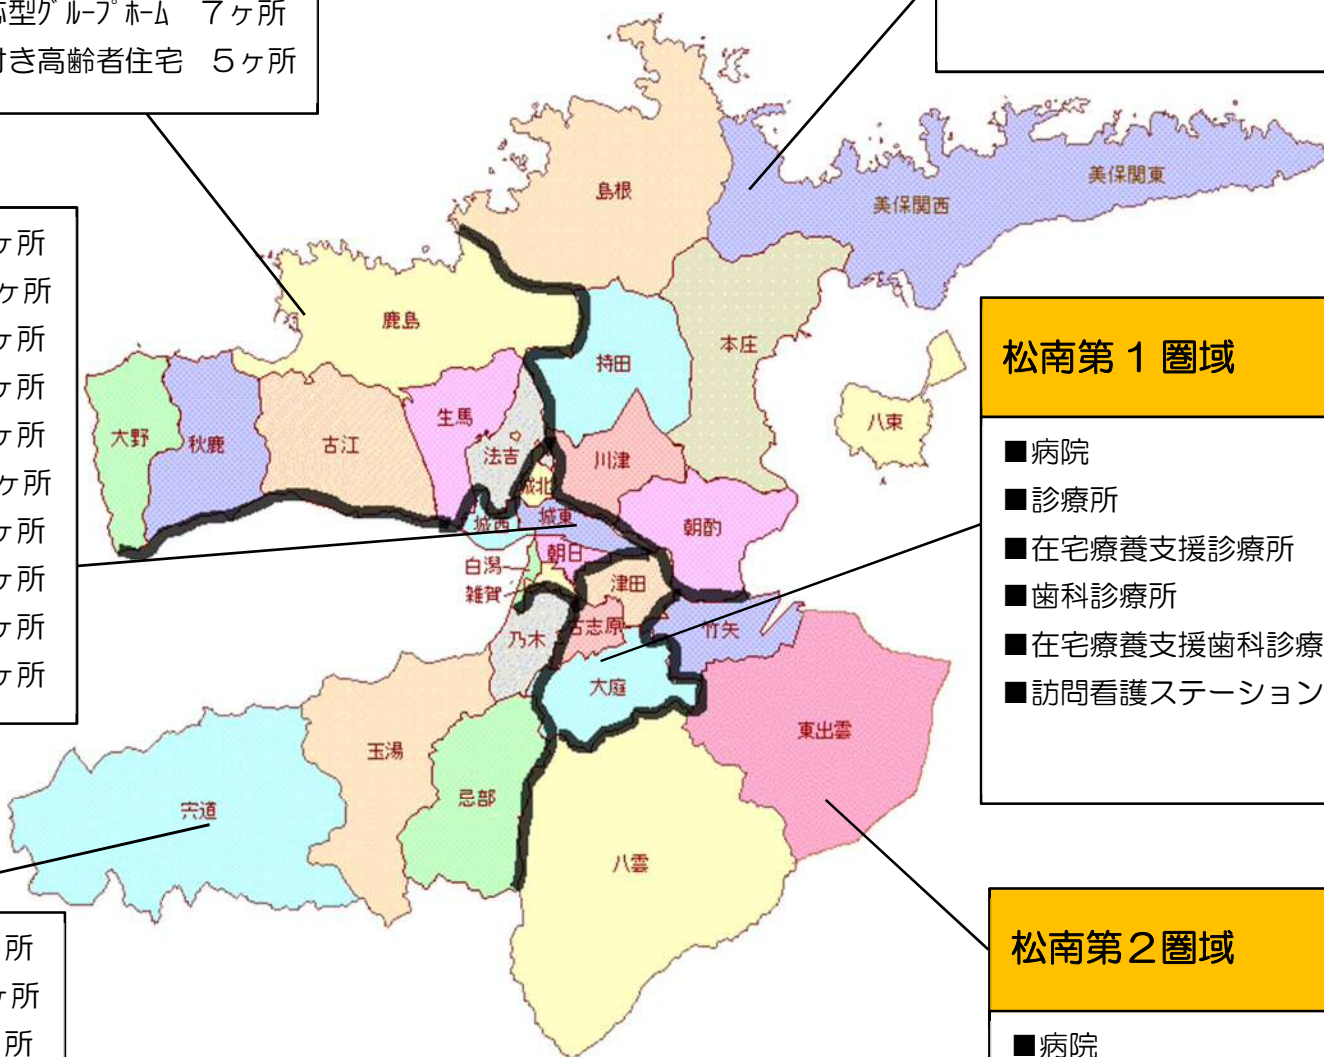 型ｸﾞﾙｰﾌﾟﾎｰﾑ　７ヶ所
付き高齢者住宅　５ヶ所
ヶ所
ヶ所
ヶ所
ヶ所
ヶ所
ヶ所
ヶ所
ヶ所
ヶ所
ヶ所
島根
美保関西
美保関東
鹿島
持田
本庄
八束
大野
秋鹿
古江
生馬
法吉
城北
川津
城西
城東
朝酌
白潟
朝日
雑賀
津田
乃木
古志原
竹矢
大庭
玉湯
忌部
宍道
東出雲
八雲
松南第１圏域
■病院
■診療所
■在宅療養支援診療所
■歯科診療所
■在宅療養支援歯科診療
■訪問看護ステーション
松南第２圏域
■病院
所
ヶ所
所